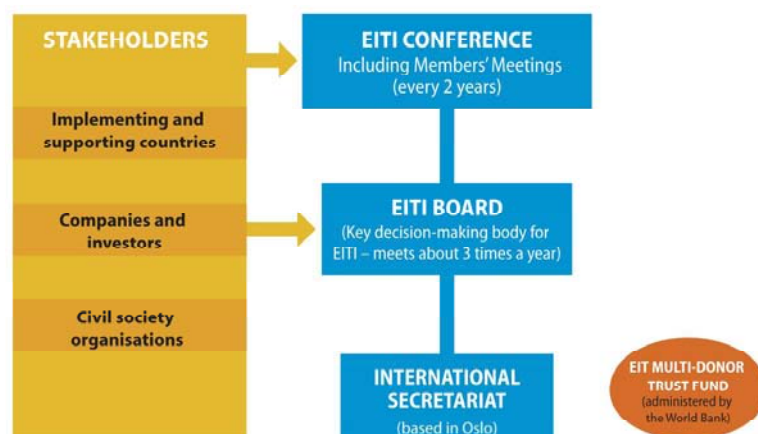 STAKEHOLDERS
Implementing and
supporting countries
Companies and
investors
Civil society
organisations
EITI CONFERENCE
Including Members' Meetings
(every 2 years)
EITI BOARD
(Key decision-making body for
EITI – meets about 3 times a year)
INTERNATIONAL
SECRETARIAT
(based in Oslo)
EIT MULTI-DONOR
TRUST FUND
(administered by
the World Bank)